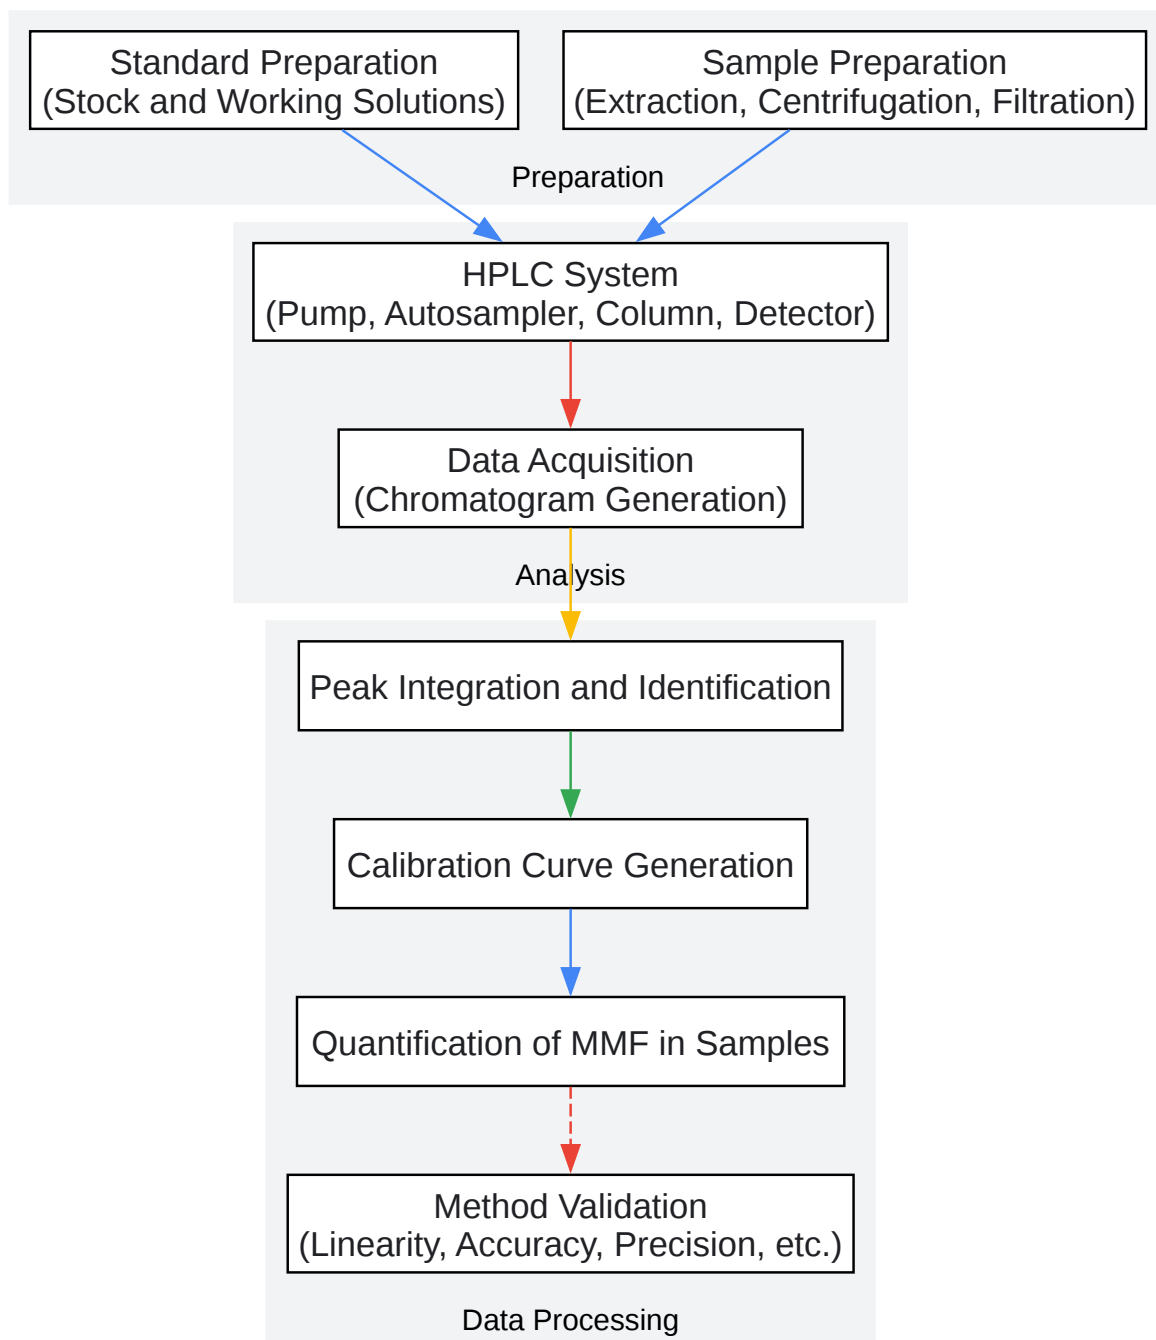 Standard Preparation
(Stock and Working Solutions)
Sample Preparation
(Extraction, Centrifugation, Filtration)
Preparation
HPLC System
(Pump, Autosampler, Column, Detector)
Data Acquisition
(Chromatogram Generation)
Analysis
Peak Integration and Identification
Calibration Curve Generation
Quantification of MMF in Samples
Method Validation
(Linearity, Accuracy, Precision, etc.)
Data Processing